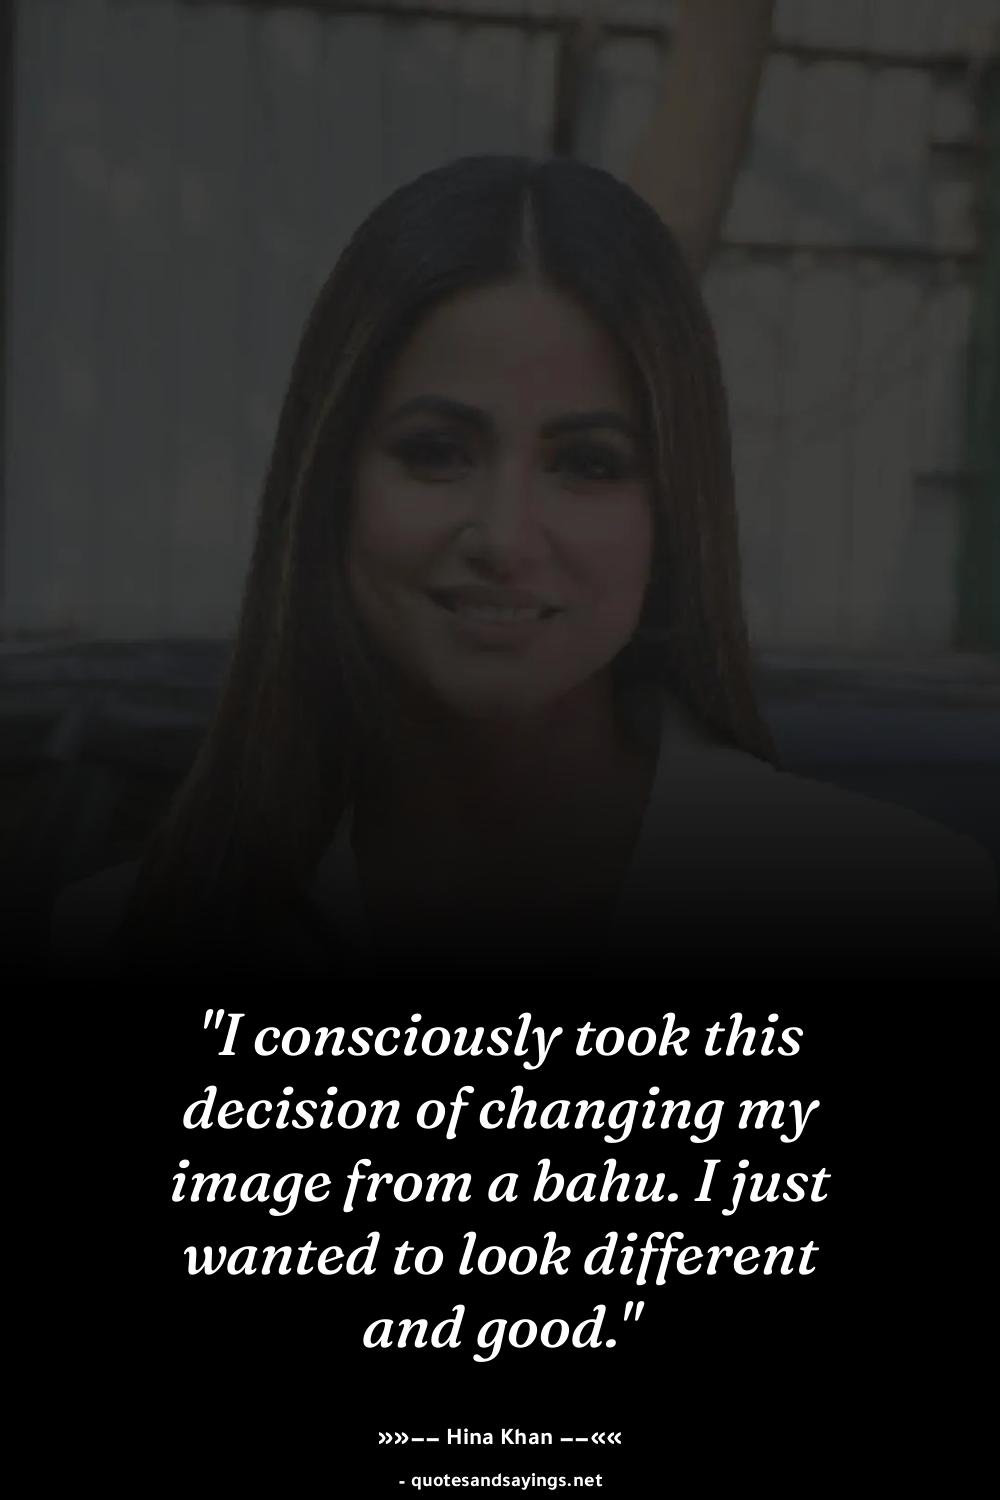 "I consciously took this
decision of changing my
image from a bahu. I just
wanted to look different
and good."
»»−− Hina Khan −−««
- quotesandsayings.net